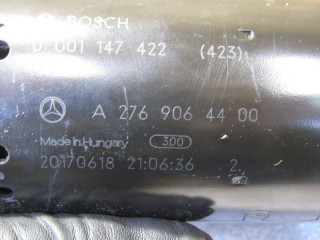 BOSCH
0 001 147 422 (423)
A 276 906 44 00
Made in Hungary 300
20170618 21:06:36 2